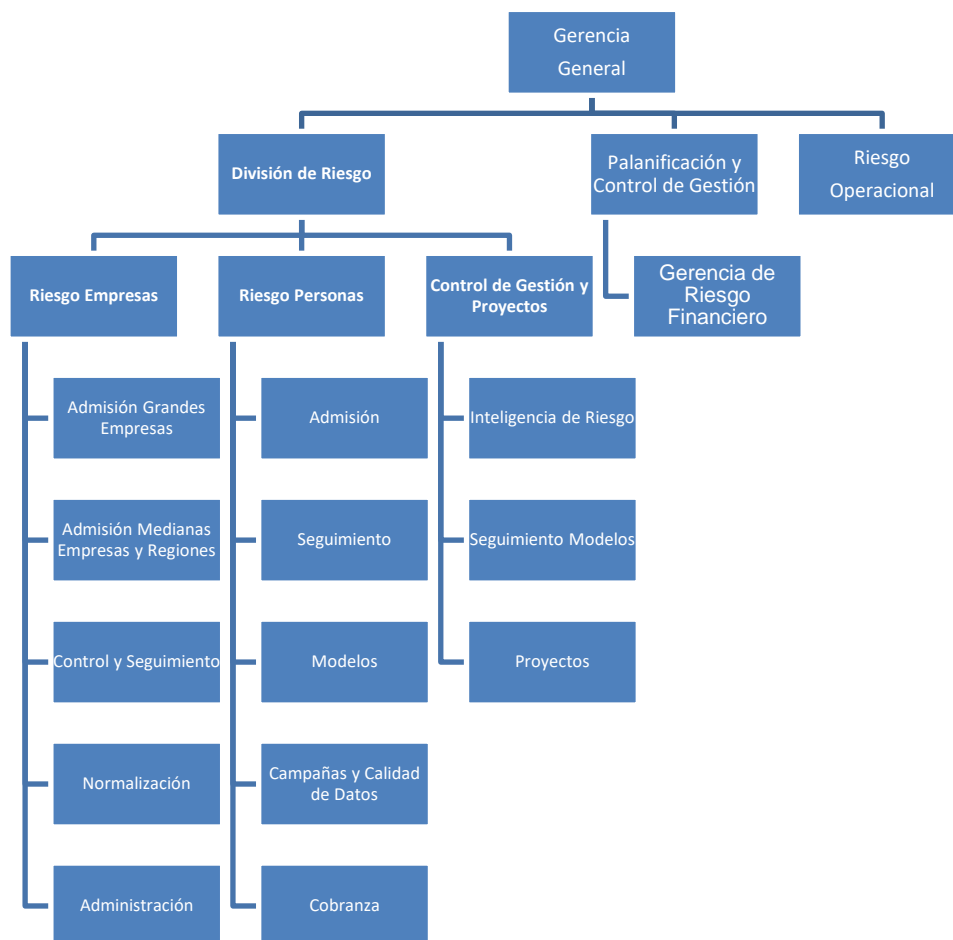 Gerencia
General
División de Riesgo
Palanificación y
Control de Gestión
Riesgo
Operacional
Riesgo Empresas
Riesgo Personas
Control de Gestión y
Proyectos
Gerencia de
Riesgo
Financiero
Admisión Grandes
Empresas
Admisión
Inteligencia de Riesgo
Admisión Medianas
Empresas y Regiones
Seguimiento
Seguimiento Modelos
Control y Seguimiento
Modelos
Proyectos
Normalización
Campañas y Calidad
de Datos
Administración
Cobranza